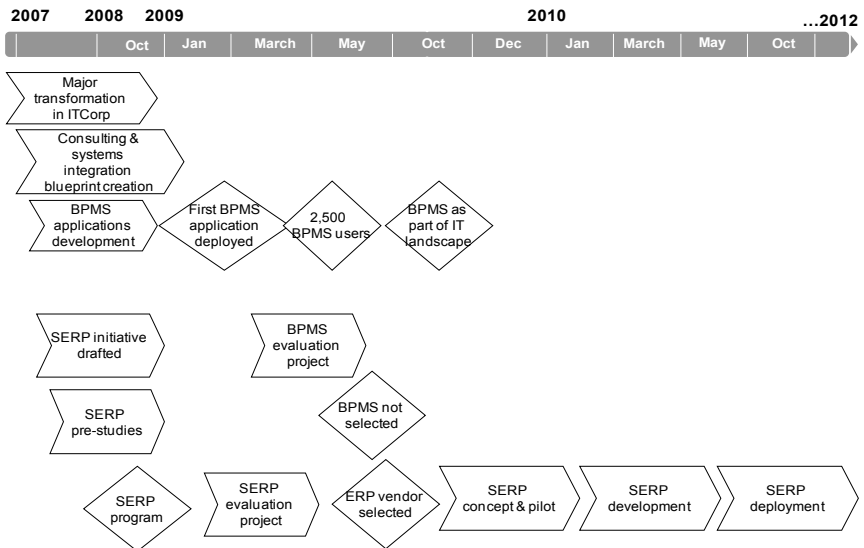 2007 2008 2009 2010 ...2012
Oct Jan March May Oct Dec Jan March May Oct
Major
transformation
in ITCorp
Consulting &
systems
integration
blueprint creation
BPMS
applications
development
First BPMS
application
deployed
2,500
BPMS users
BPMS as
part of IT
landscape
SERP initiative
drafted
BPMS
evaluation
project
SERP
pre-studies
BPMS not
selected
SERP
program
SERP
evaluation
project
ERP vendor
selected
SERP
concept & pilot
SERP
development
SERP
deployment